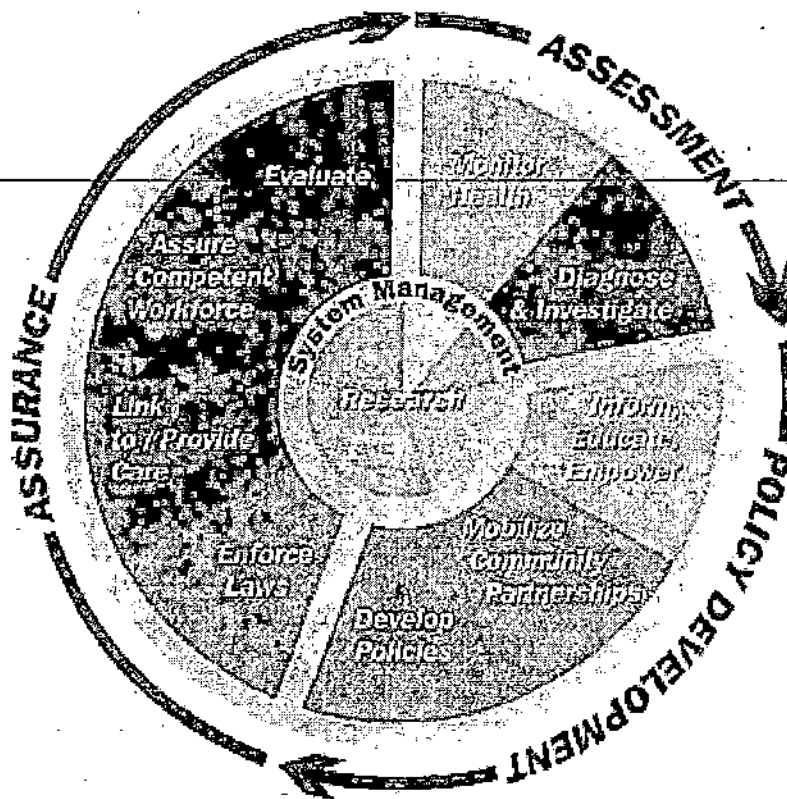 ASSESSMENT
POLICY DEVELOPMENT
ASSURANCE
Monitor
Health
Diagnose
& Investigate
Inform,
Educate,
Empower
Mobilize
Community
Partnerships
Develop
Policies
Enforce
Laws
Link
to / Provide
Care
Assure
Competent
Workforce
Evaluate
System Management
Research